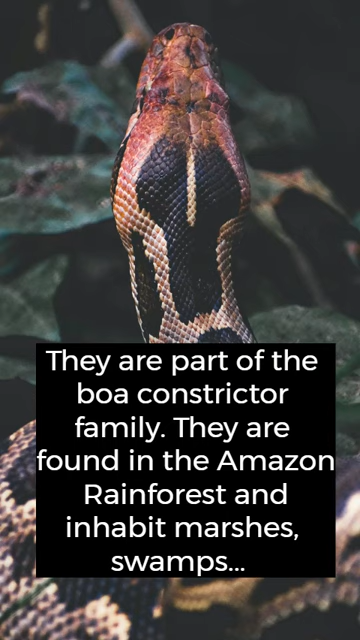 They are part of the
boa constrictor
family. They are
found in the Amazon
Rainforest and
inhabit marshes,
swamps...